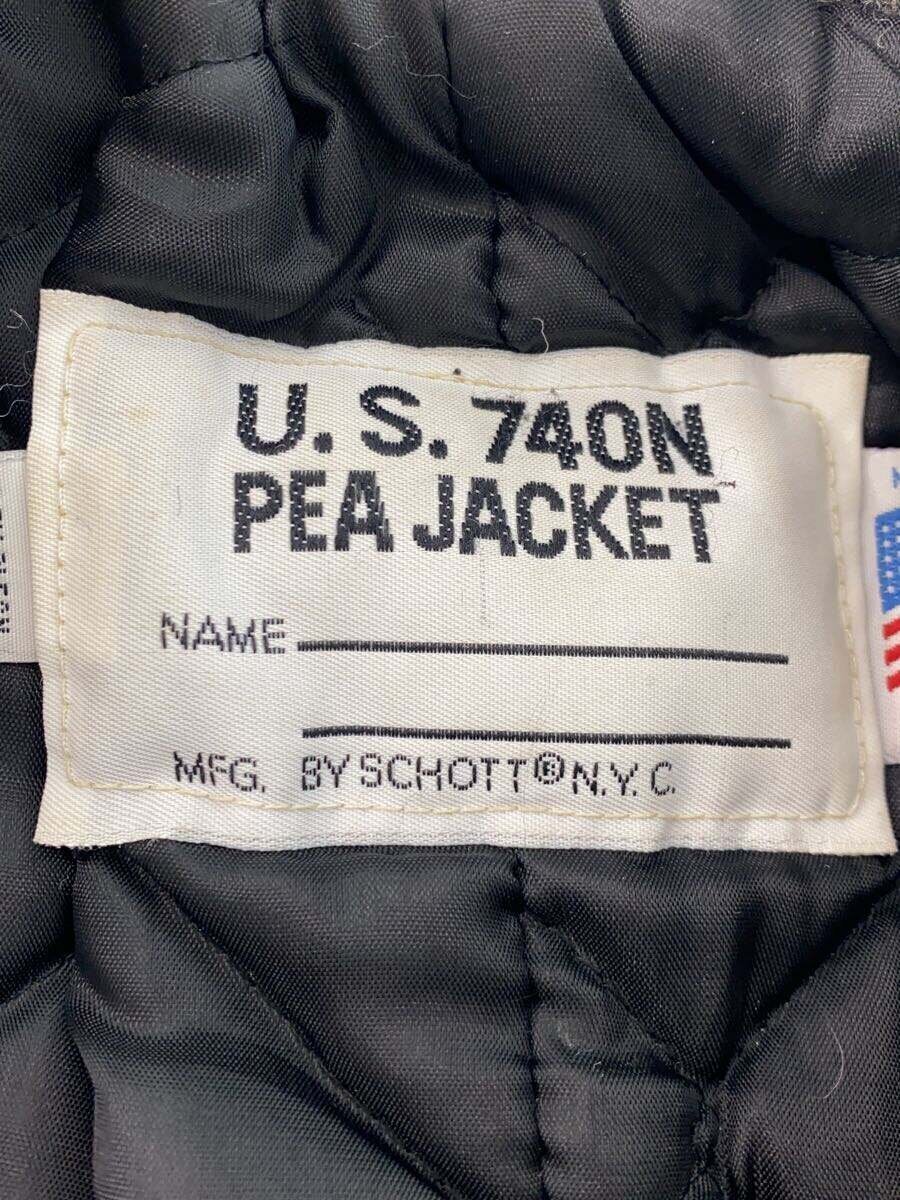 U.S. 740N
PEA JACKET
NAME
MFG. BY SCHOTT® N.Y.C.